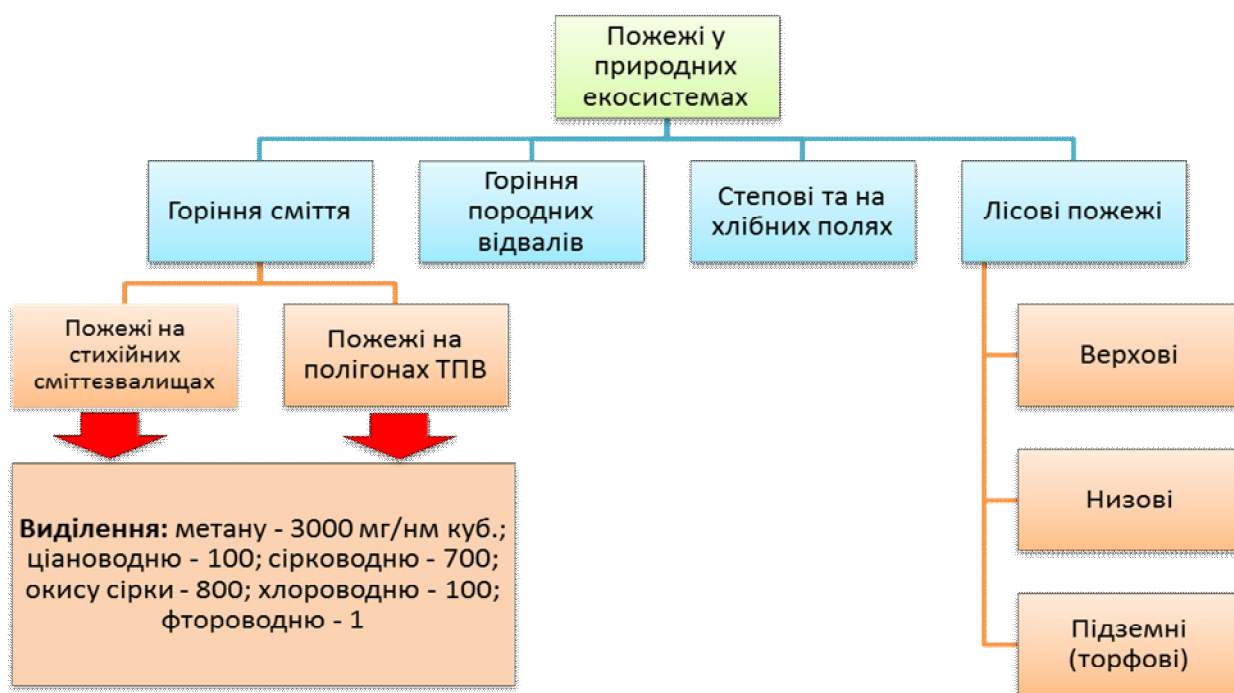 Пожежі у
природних
екосистемах
Горіння сміття
Горіння
породних
відвалів
Степові та на
хлібних полях
Лісові пожежі
Пожежі на
стихійних
сміттєзвалищах
Пожежі на
полігонах ТПВ
Верхові
Низові
Підземні
(торфові)
Виділення: метану - 3000 мг/нм куб.;
ціановодню - 100; сірководню - 700;
окису сірки - 800; хлороводню - 100;
фтороводню - 1